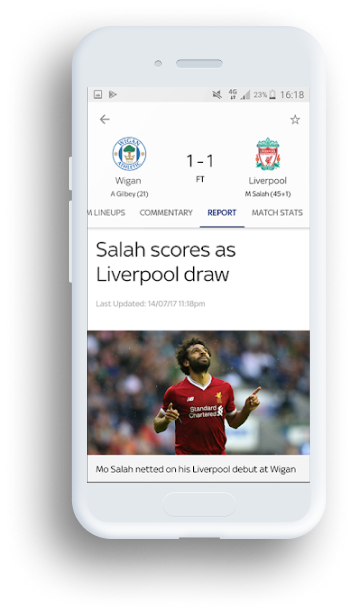 4G 23% 16:18
WIGAN
ATHLETIC
1-1
FT
Wigan
Liverpool
A Gilbey (21)
M Salah (45+1)
M LINEUPS COMMENTARY REPORT MATCH STATS
Salah scores as
Liverpool draw
Last Updated: 14/07/17 11:18pm
Standard
Chartered
Mo Salah netted on his Liverpool debut at Wigan